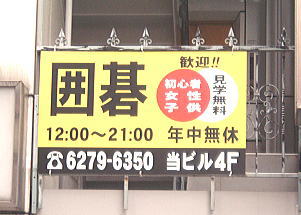 囲碁
歓迎!!
初心者
女性
子供
見学無料
12:00～21:00 年中無休
☎6279-6350 当ビル4F